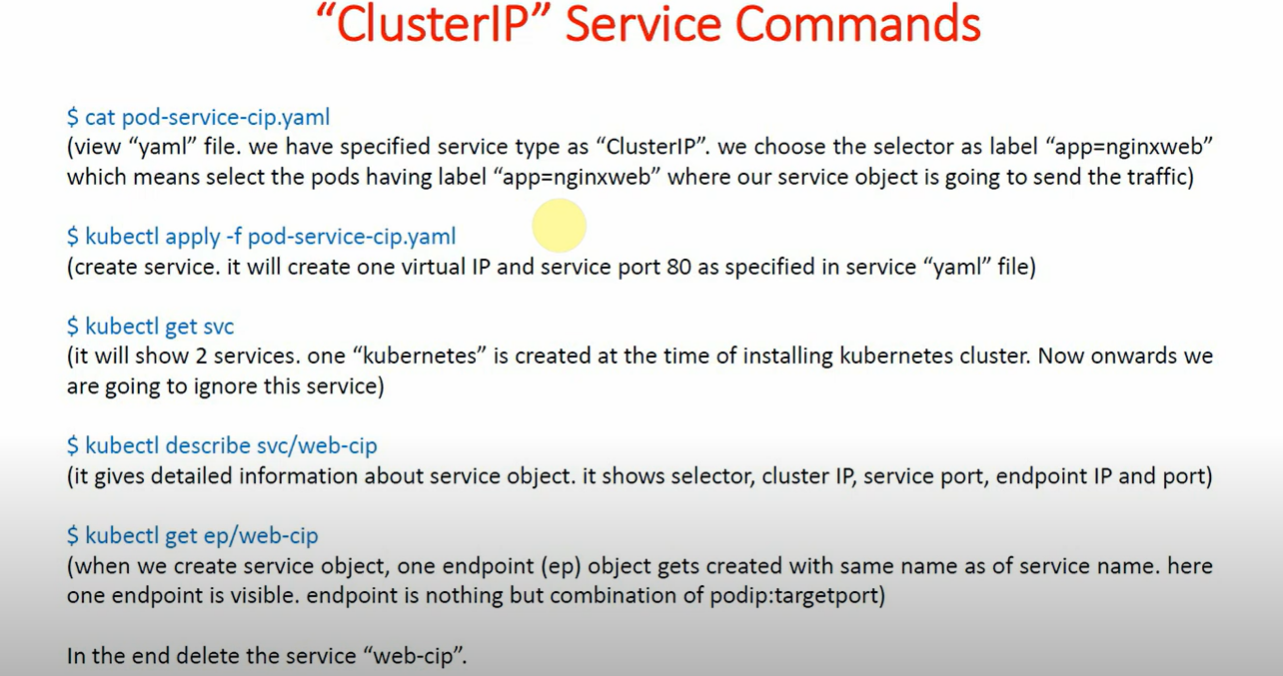 “ClusterIP” Service Commands
$ cat pod-service-cip.yaml
(view “yaml” file. we have specified service type as “ClusterIP”. we choose the selector as label “app=nginxweb”
which means select the pods having label “app=nginxweb” where our service object is going to send the traffic)
$ kubectl apply -f pod-service-cip.yaml
(create service. it will create one virtual IP and service port 80 as specified in service “yaml” file)
$ kubectl get svc
(it will show 2 services. one “kubernetes” is created at the time of installing kubernetes cluster. Now onwards we
are going to ignore this service)
$ kubectl describe svc/web-cip
(it gives detailed information about service object. it shows selector, cluster IP, service port, endpoint IP and port)
$ kubectl get ep/web-cip
(when we create service object, one endpoint (ep) object gets created with same name as of service name. here
one endpoint is visible. endpoint is nothing but combination of podip:targetport)
In the end delete the service “web-cip”.